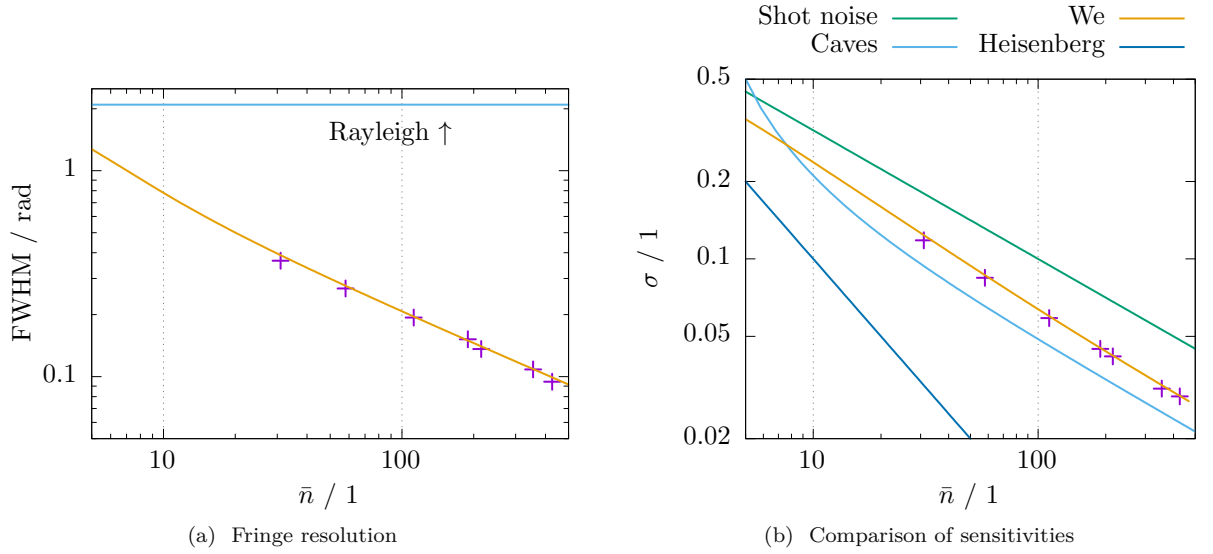 1
0.1
FWHM / rad
Rayleigh ↑
10 100
n̄ / 1
(a) Fringe resolution
Shot noise We
Caves Heisenberg
0.5
0.2
0.1
0.05
0.02
σ / 1
10 100
n̄ / 1
(b) Comparison of sensitivities